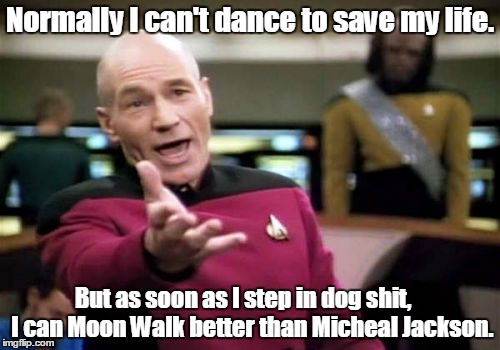 Normally I can't dance to save my life.
But as soon as I step in dog shit,
I can Moon Walk better than Micheal Jackson.
imgflip.com